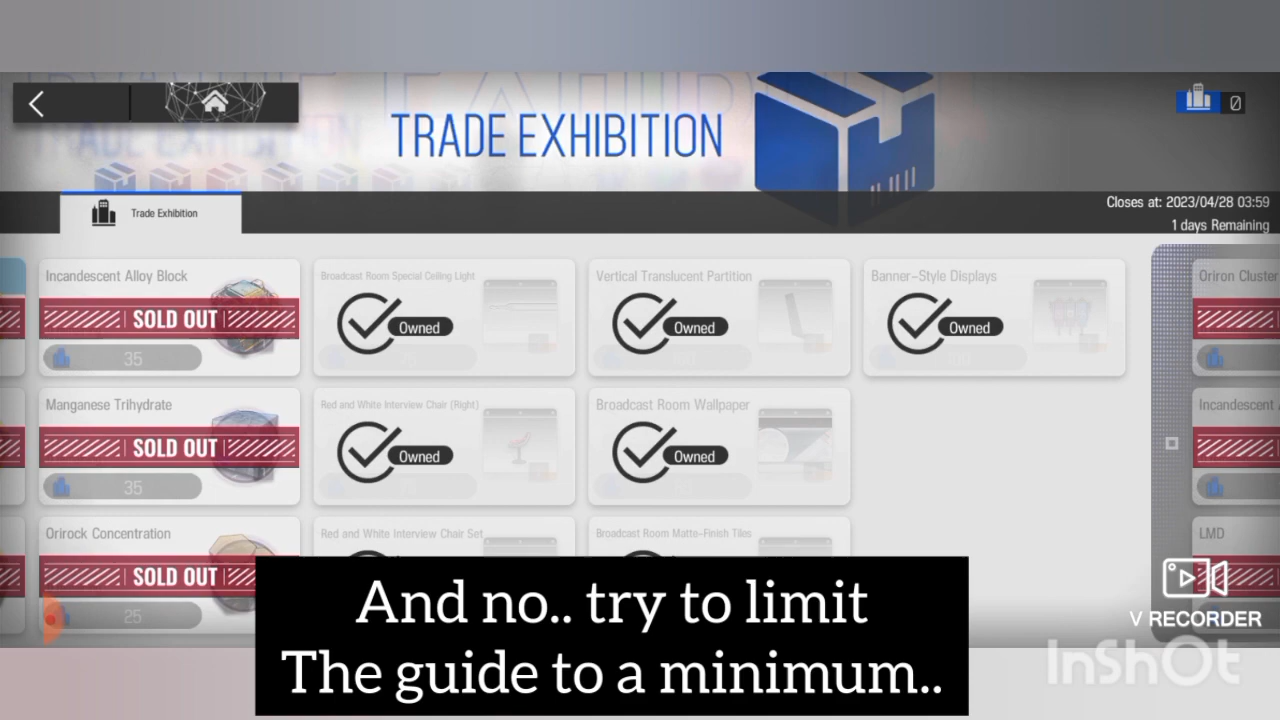 TRADE EXHIBITION
0
Trade Exhibition
Closes at: 2023/04/28 03:59
1 days Remaining
Incandescent Alloy Block
SOLD OUT
35
Broadcast Room Special Ceiling Light
Owned
Vertical Translucent Partition
Owned
Banner-Style Displays
Owned
Oriron Cluster
Manganese Trihydrate
SOLD OUT
35
Red and White Interview Chair (Right)
Owned
Broadcast Room Wallpaper
Owned
Incandescent
Orirock Concentration
SOLD OUT
25
Red and White Interview Chair Set
Broadcast Room Matte-Finish Tiles
LMD
And no.. try to limit
The guide to a minimum..
V RECORDER
InShOt